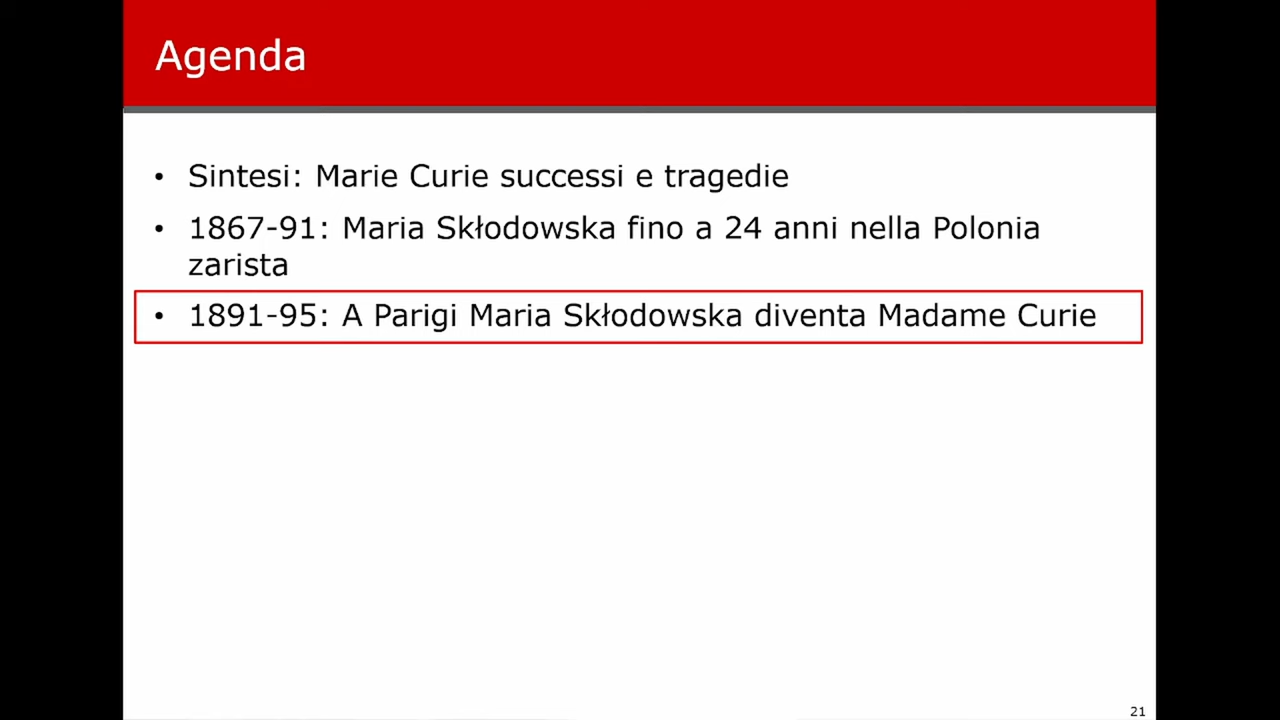 Agenda
• Sintesi: Marie Curie successi e tragedie
• 1867-91: Maria Skłodowska fino a 24 anni nella Polonia
zarista
• 1891-95: A Parigi Maria Skłodowska diventa Madame Curie
21